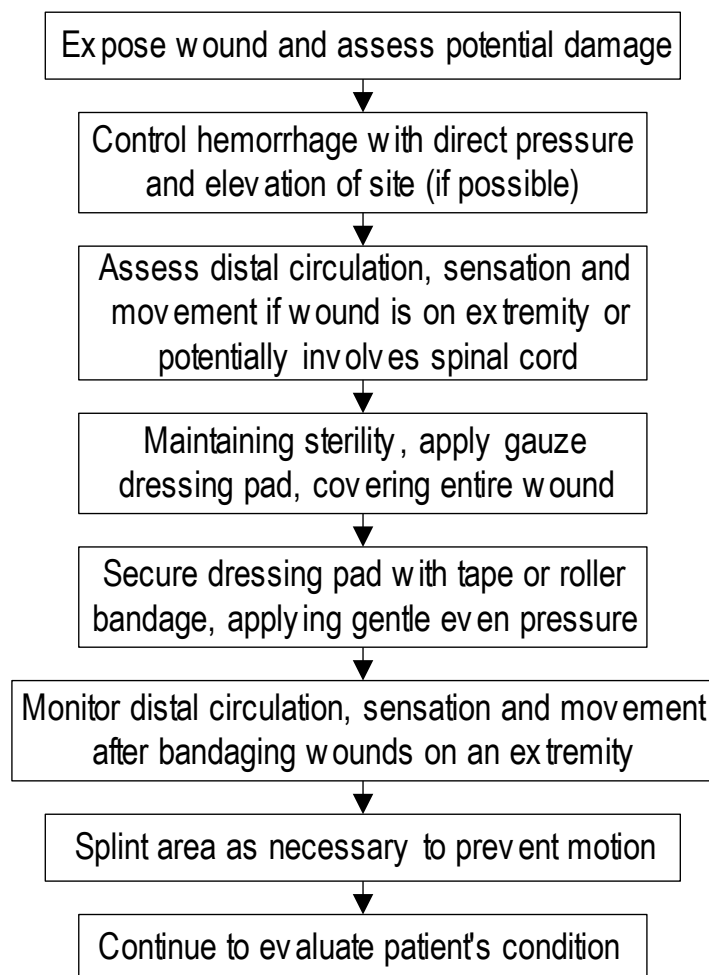 Expose wound and assess potential damage
Control hemorrhage with direct pressure
and elevation of site (if possible)
Assess distal circulation, sensation and
movement if wound is on extremity or
potentially involves spinal cord
Maintaining sterility, apply gauze
dressing pad, covering entire wound
Secure dressing pad with tape or roller
bandage, applying gentle even pressure
Monitor distal circulation, sensation and movement
after bandaging wounds on an extremity
Splint area as necessary to prevent motion
Continue to evaluate patient's condition